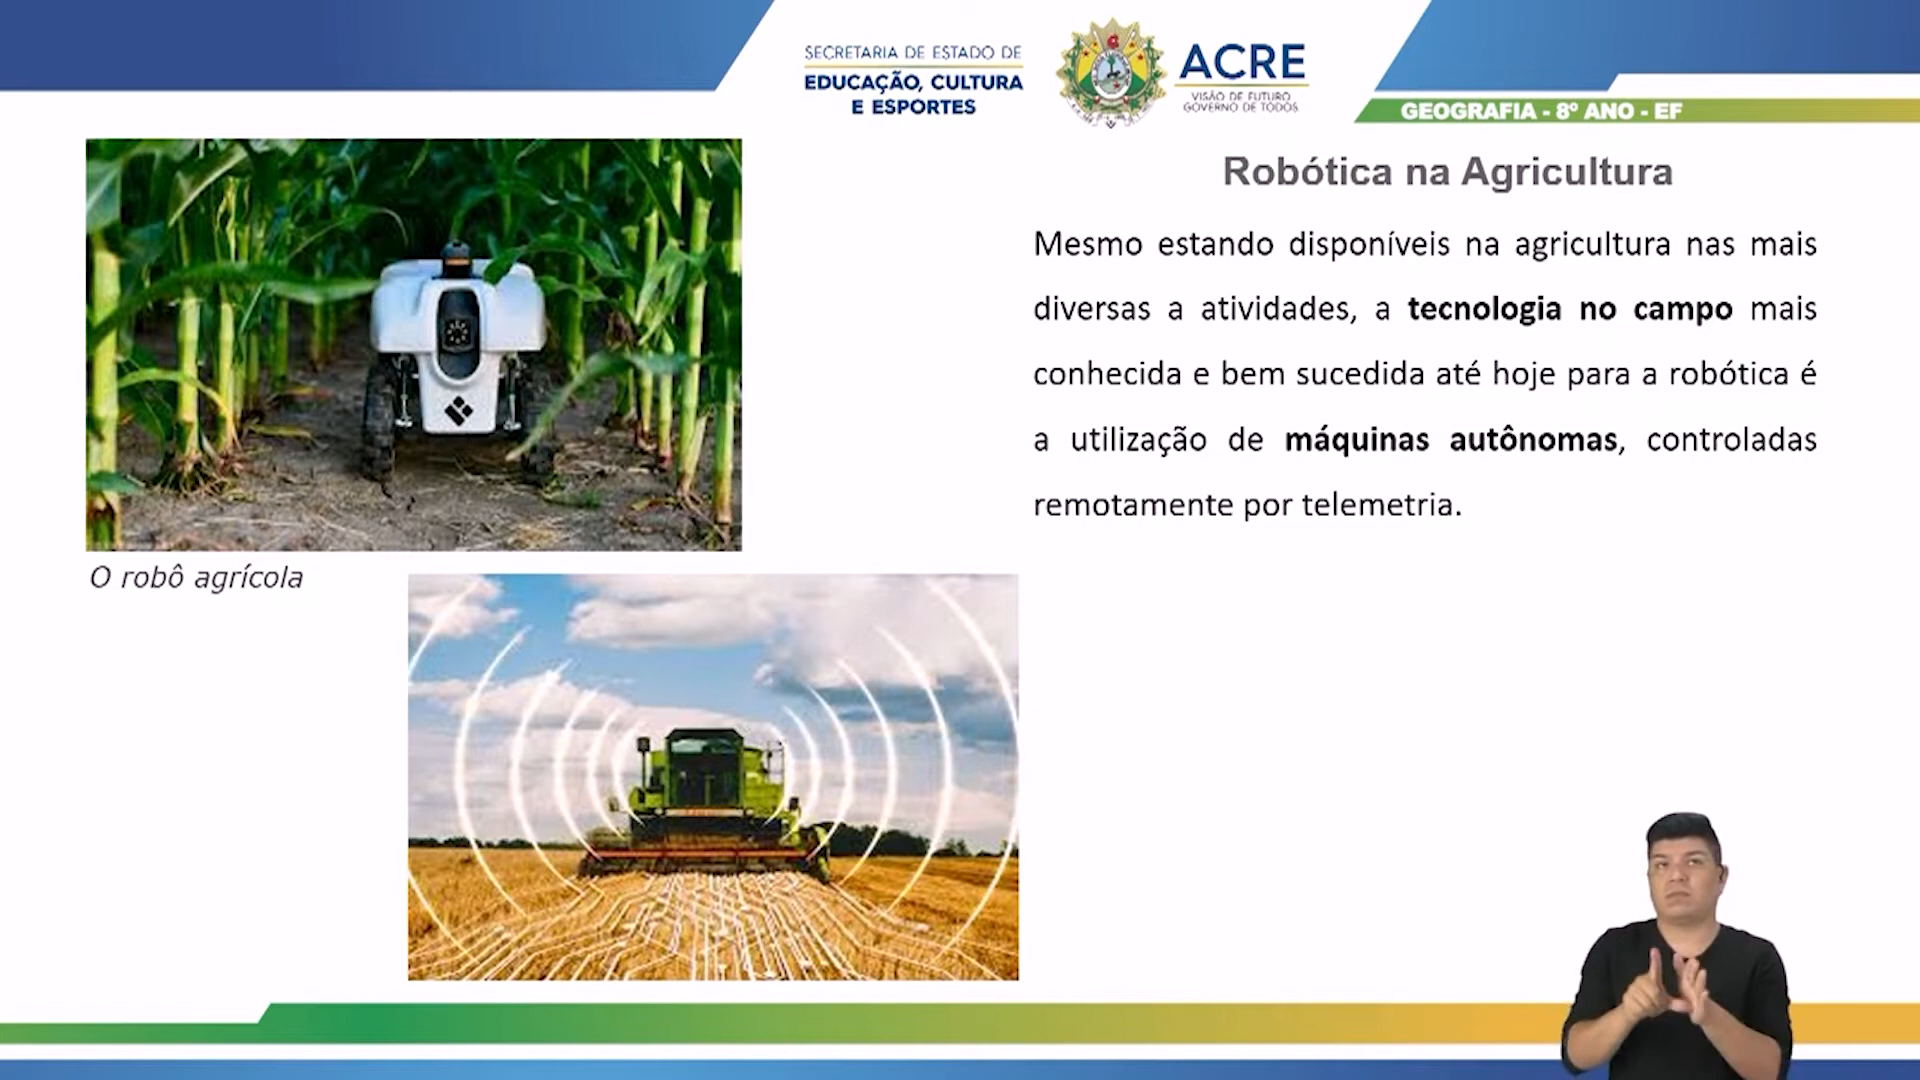 SECRETARIA DE ESTADO DE
EDUCAÇÃO, CULTURA
E ESPORTES
ACRE
VISÃO DE FUTURO
GOVERNO DE TODOS
GEOGRAFIA - 8º ANO - EF
Robótica na Agricultura
Mesmo estando disponíveis na agricultura nas mais
diversas a atividades, a tecnologia no campo mais
conhecida e bem sucedida até hoje para a robótica é
a utilização de máquinas autônomas, controladas
remotamente por telemetria.
O robô agrícola